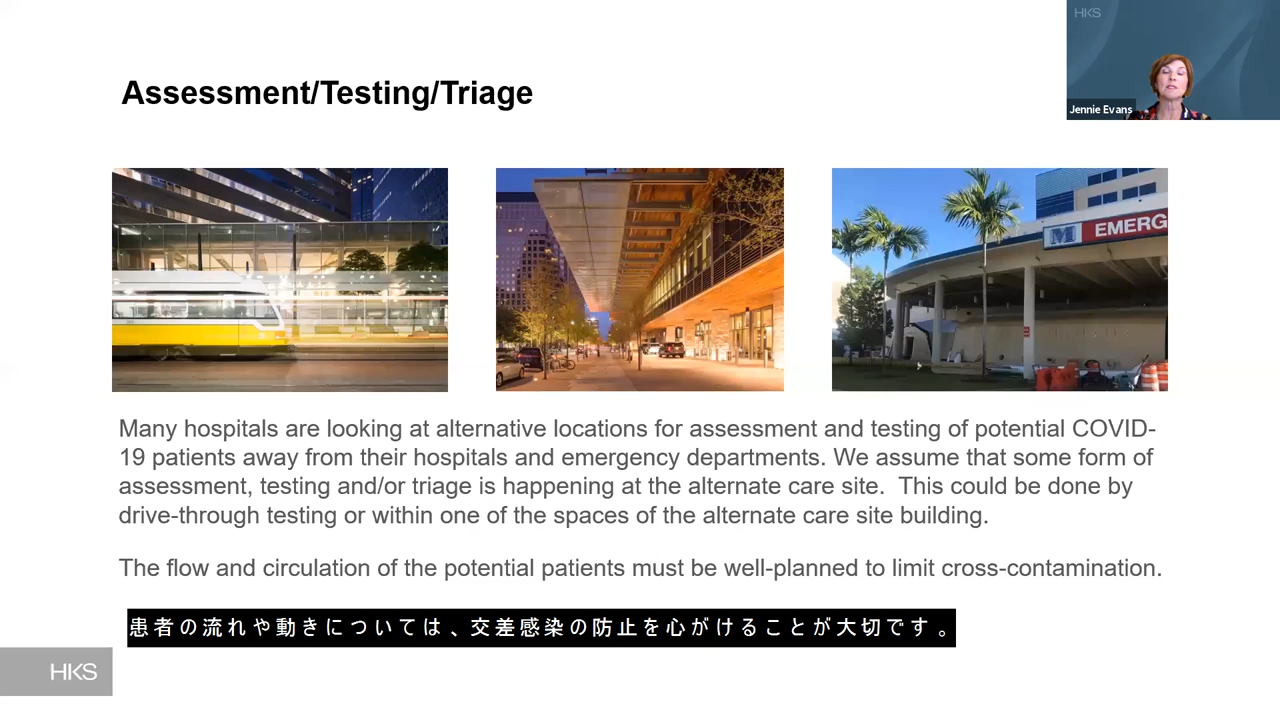 HKS
Jennie Evans
Assessment/Testing/Triage
M EMERG
Many hospitals are looking at alternative locations for assessment and testing of potential COVID-
19 patients away from their hospitals and emergency departments. We assume that some form of
assessment, testing and/or triage is happening at the alternate care site.  This could be done by
drive-through testing or within one of the spaces of the alternate care site building.
The flow and circulation of the potential patients must be well-planned to limit cross-contamination.
患者の流れや動きについては、交差感染の防止を心がけることが大切です。
HKS